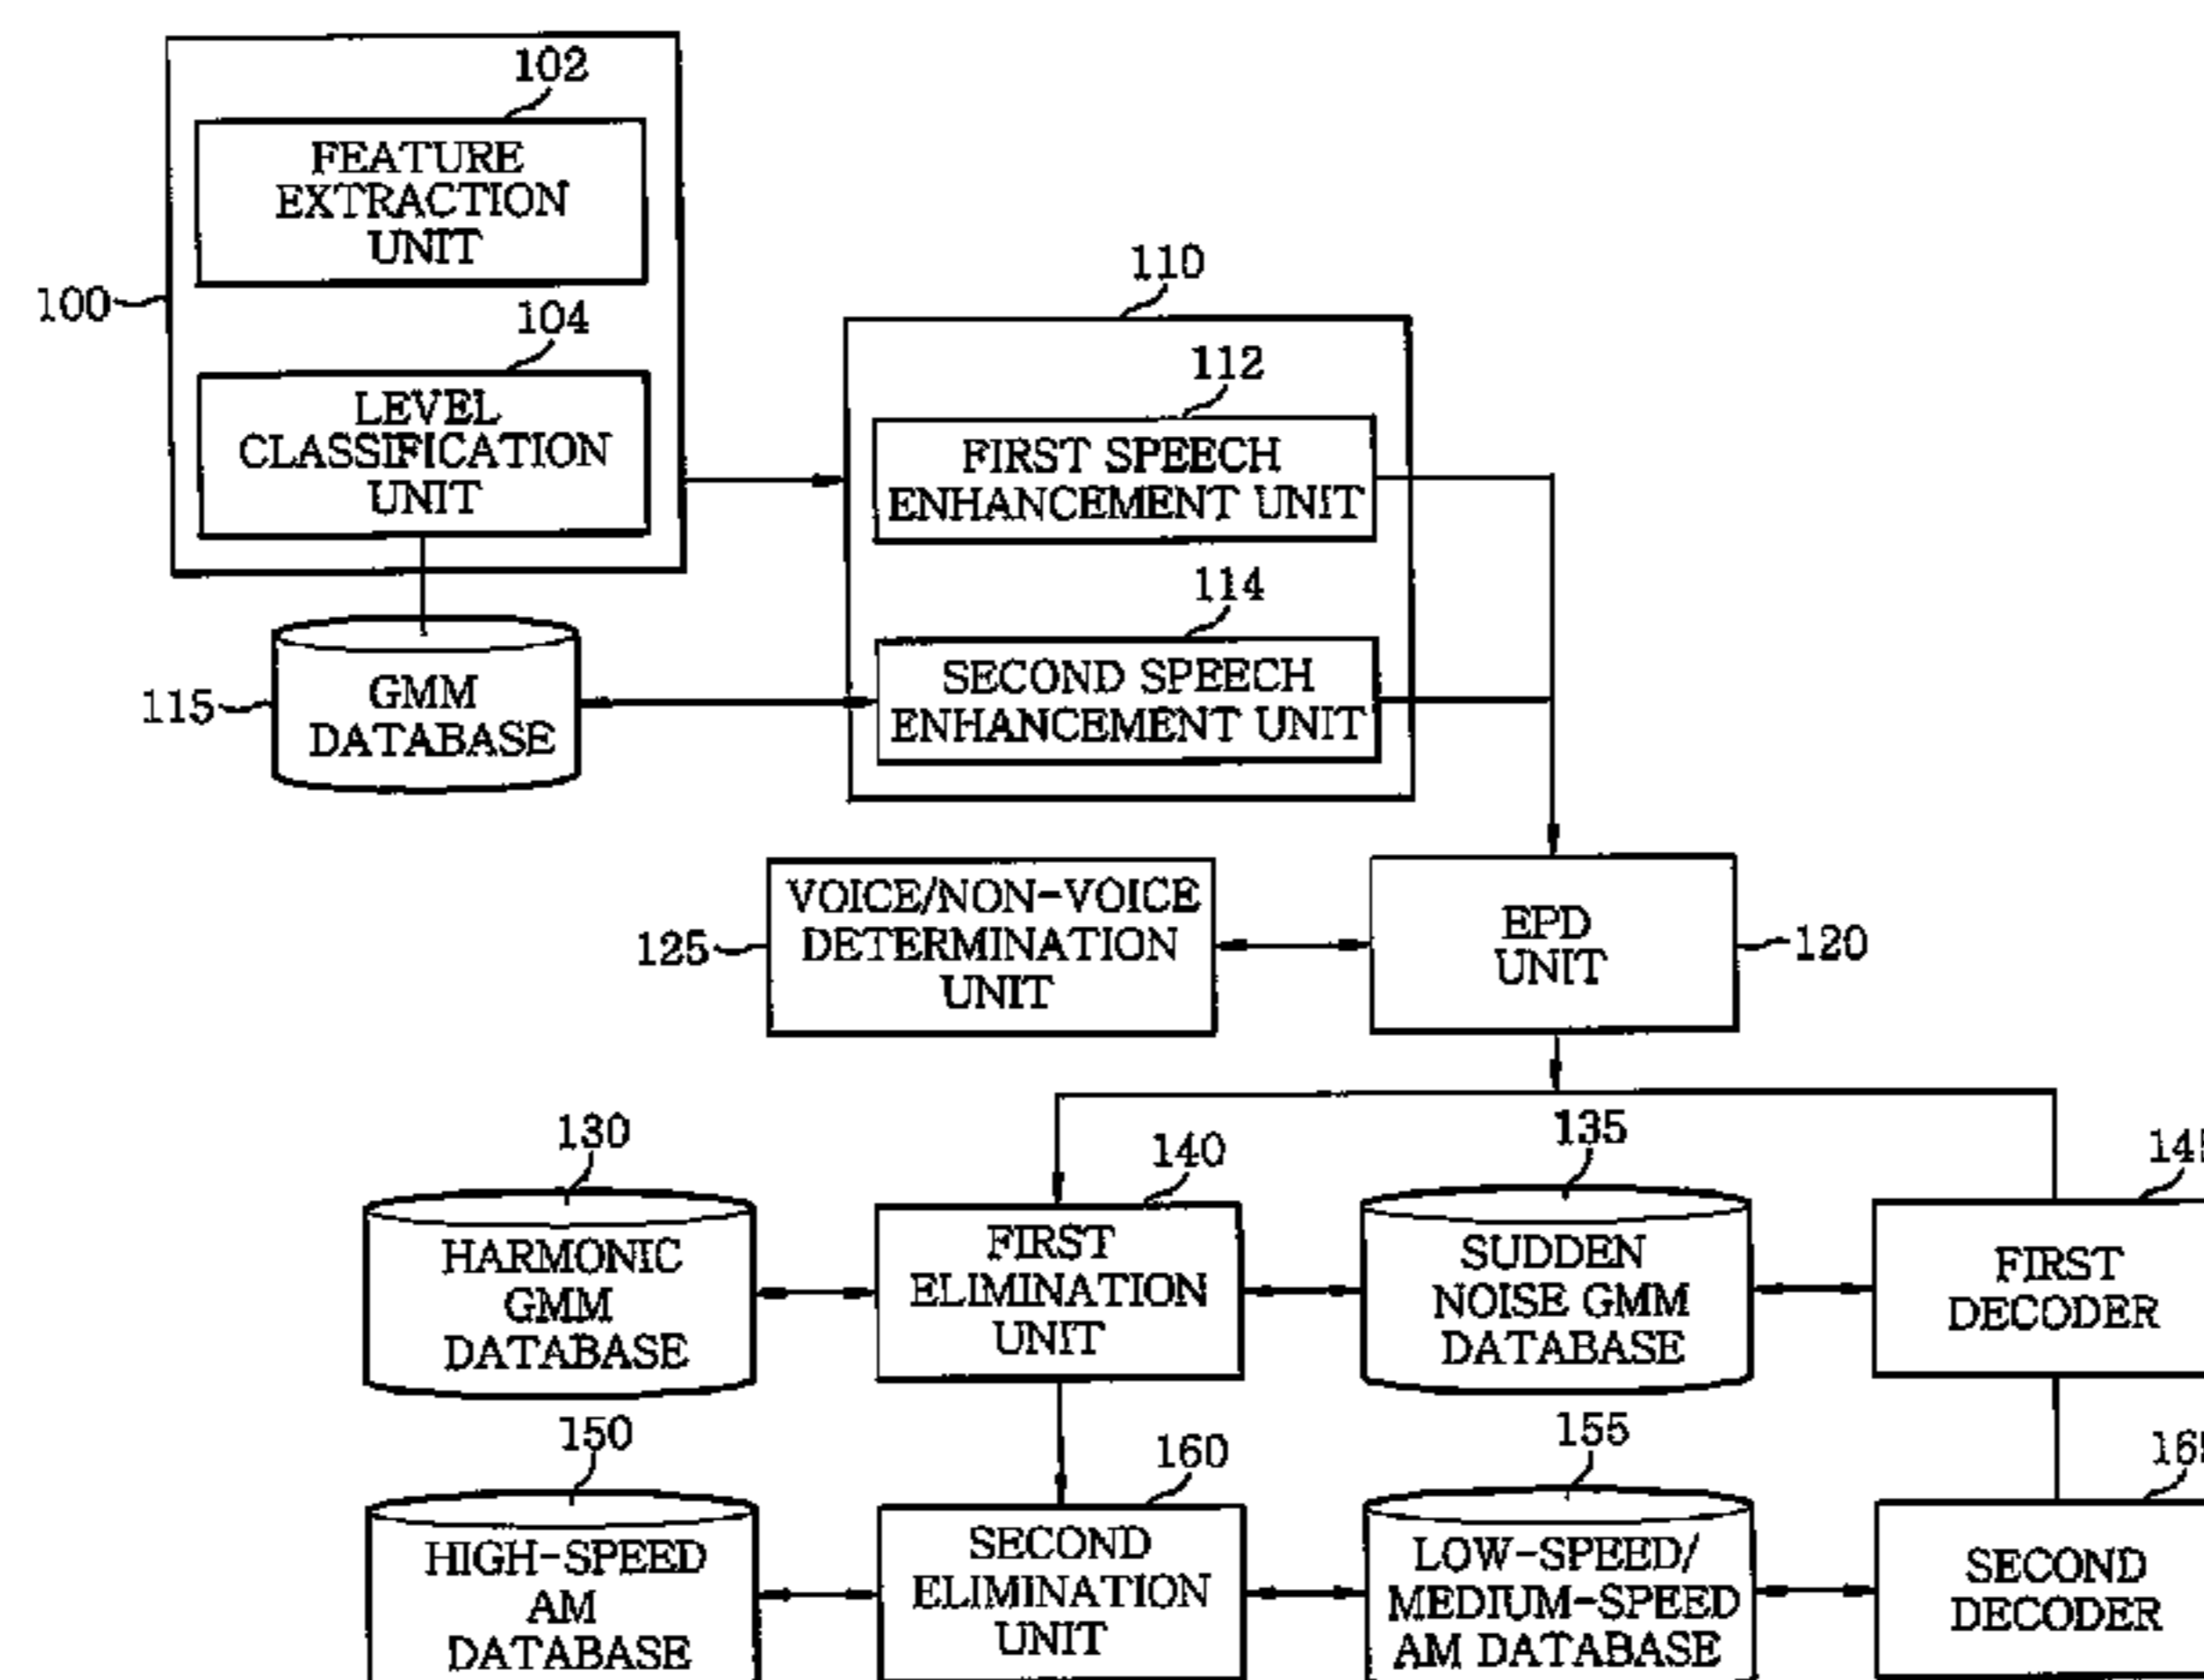 102
FEATURE
EXTRACTION
UNIT
100
104
LEVEL
CLASSIFICATION
UNIT
110
112
FIRST SPEECH
ENHANCEMENT UNIT
114
SECOND SPEECH
ENHANCEMENT UNIT
115
GMM
DATABASE
125
VOICE/NON-VOICE
DETERMINATION
UNIT
EPD
UNIT
120
130
HARMONIC
GMM
DATABASE
140
FIRST
ELIMINATION
UNIT
135
SUDDEN
NOISE GMM
DATABASE
FIRST
DECODER
150
HIGH-SPEED
AM
DATABASE
160
SECOND
ELIMINATION
UNIT
155
LOW-SPEED/
MEDIUM-SPEED
AM DATABASE
SECOND
DECODER